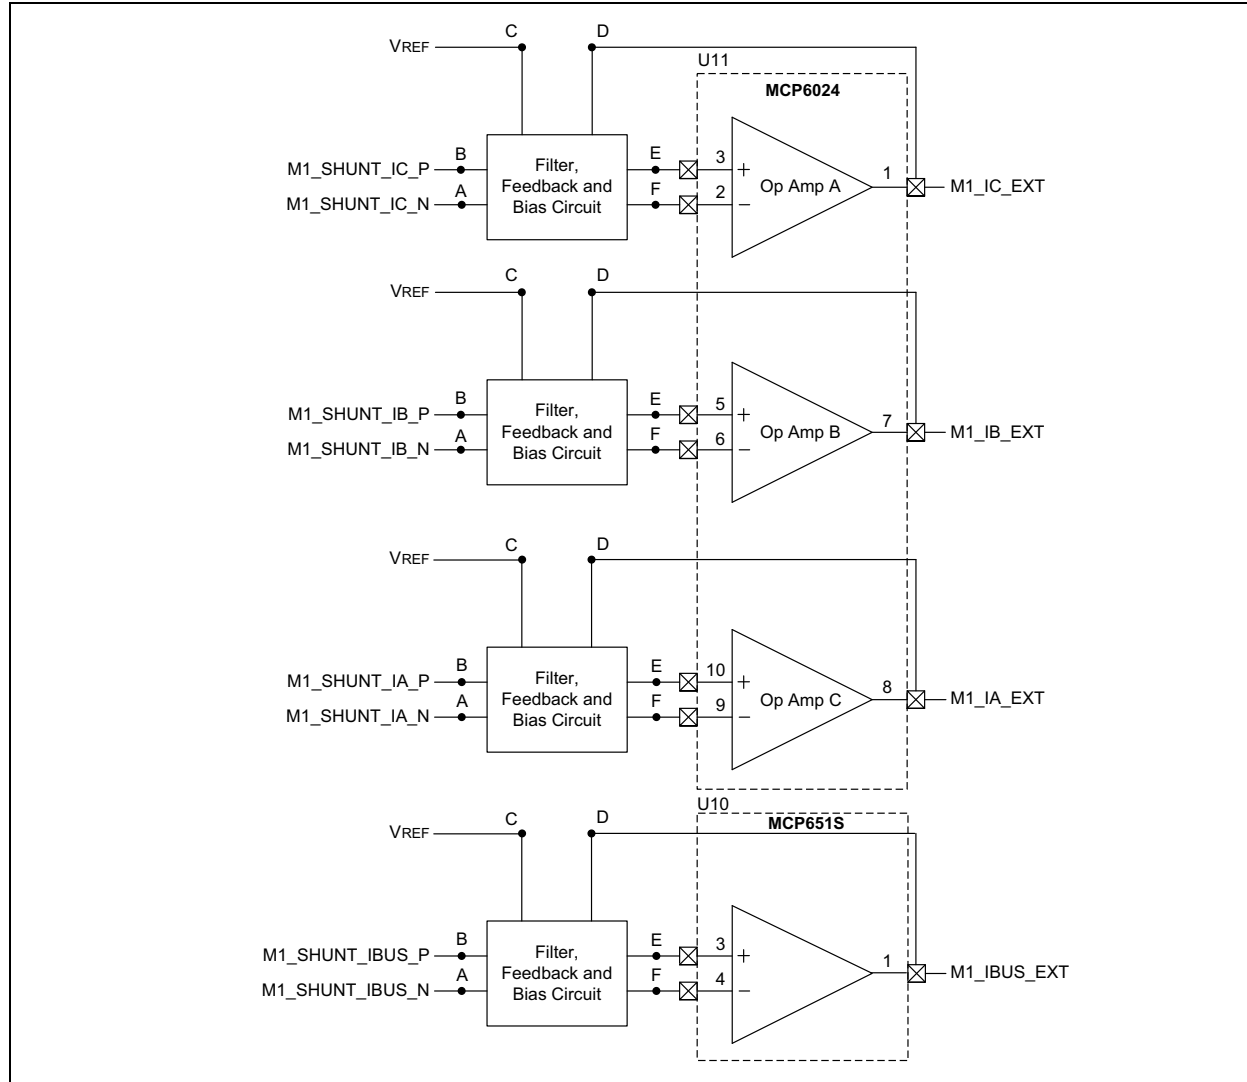 C
D
VREF
U11
MCP6024
M1_SHUNT_IC_P
B
Filter,
Feedback and
Bias Circuit
E
3
+
Op Amp A
1
M1_IC_EXT
M1_SHUNT_IC_N
A
F
2
−
C
D
VREF
M1_SHUNT_IB_P
B
Filter,
Feedback and
Bias Circuit
E
5
+
Op Amp B
7
M1_IB_EXT
M1_SHUNT_IB_N
A
F
6
−
C
D
VREF
M1_SHUNT_IA_P
B
Filter,
Feedback and
Bias Circuit
E
10
+
Op Amp C
8
M1_IA_EXT
M1_SHUNT_IA_N
A
F
9
−
C
D
VREF
U10
MCP651S
M1_SHUNT_IBUS_P
B
Filter,
Feedback and
Bias Circuit
E
3
+
1
M1_IBUS_EXT
M1_SHUNT_IBUS_N
A
F
4
−